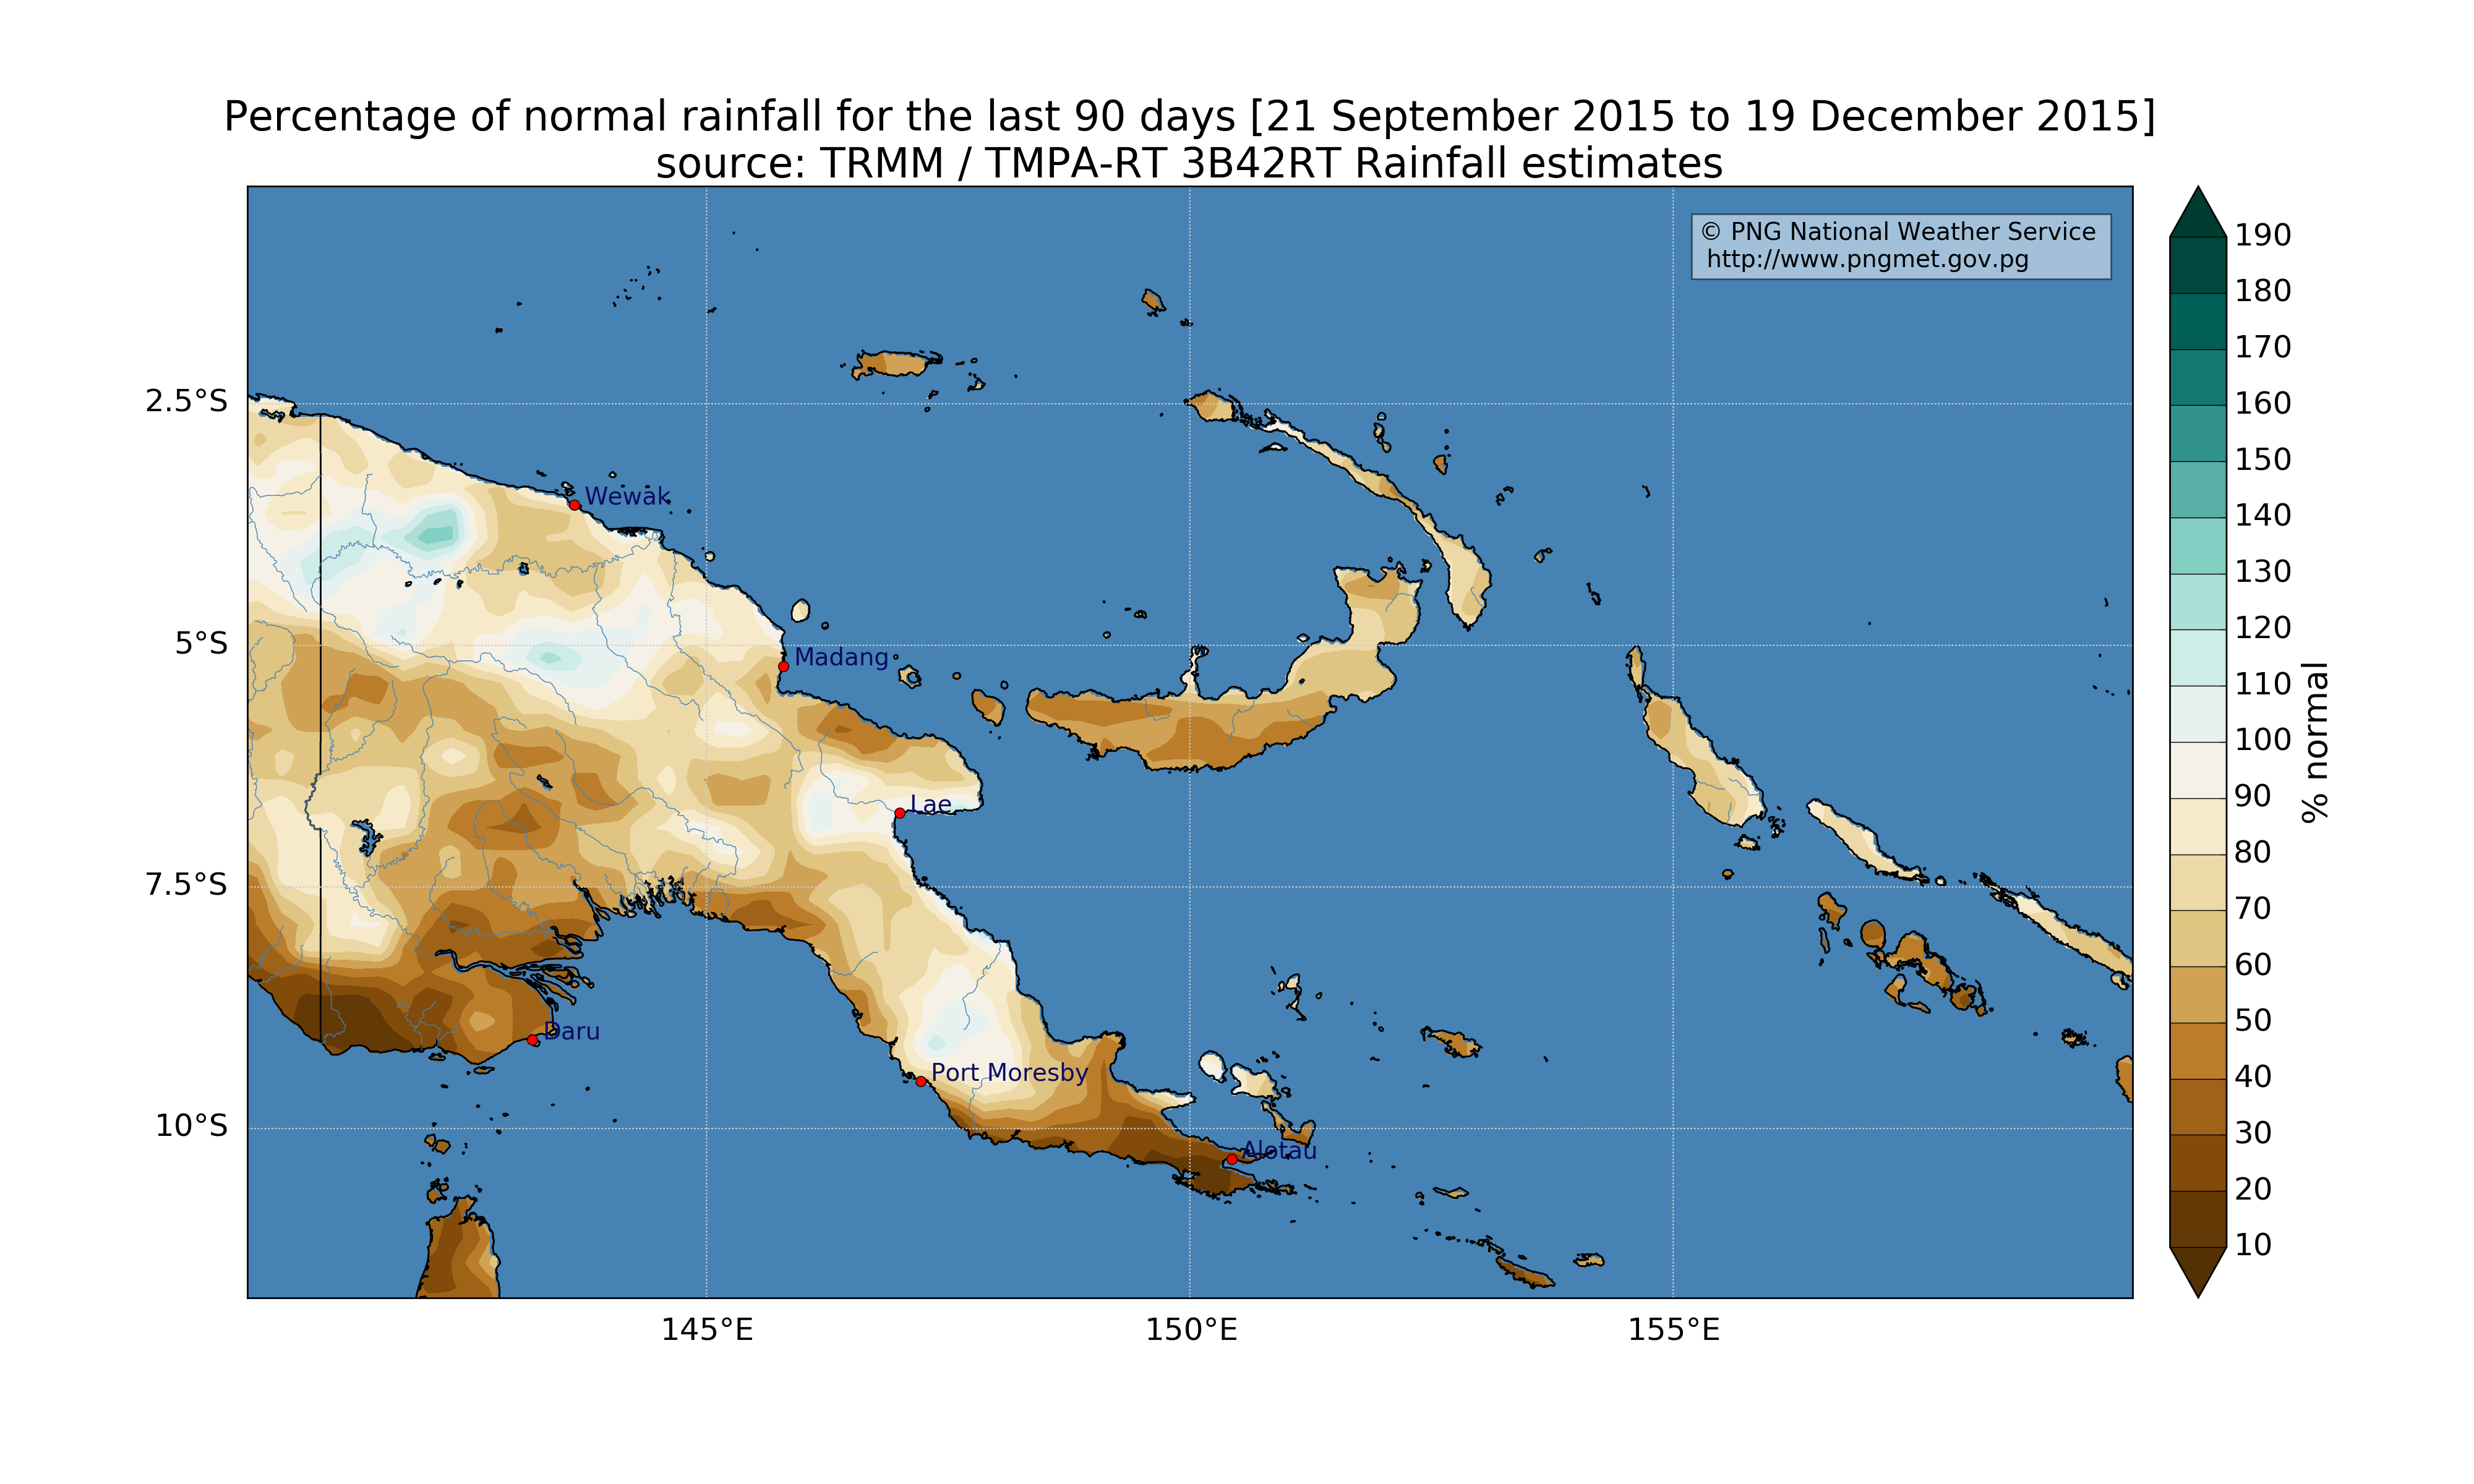 Percentage of normal rainfall for the last 90 days [21 September 2015 to 19 December 2015]
source: TRMM / TMPA-RT 3B42RT Rainfall estimates
© PNG National Weather Service
http://www.pngmet.gov.pg
190
180
170
160
150
140
130
120
110
100
90
80
70
60
50
40
30
20
10
% normal
2.5°S
5°S
7.5°S
10°S
Wewak
Madang
Lae
Daru
Port Moresby
Alotau
145°E
150°E
155°E